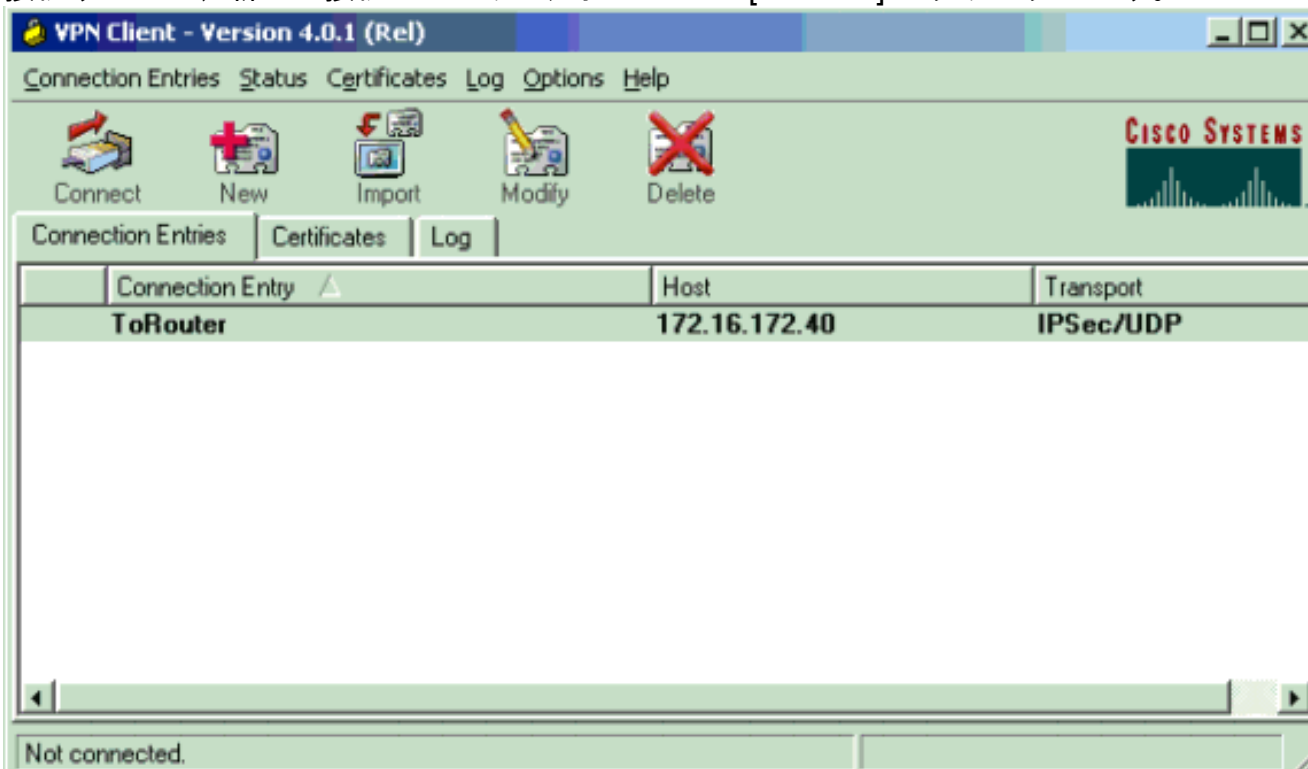 VPN Client - Version 4.0.1 (Rel)
Connection Entries Status Certificates Log Options Help
CISCO SYSTEMS
Connect New Import Modify Delete
Connection Entries Certificates Log
Connection Entry Host Transport
ToRouter 172.16.172.40 IPSec/UDP
Not connected.